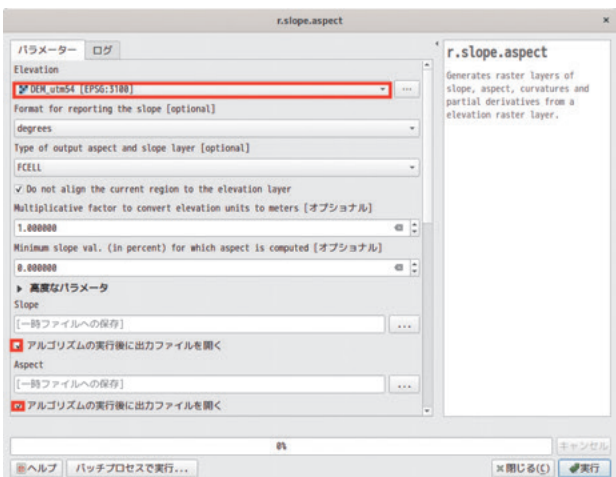 r.slope.aspect
×
パラメーター ログ
r.slope.aspect
Generates raster layers of
slope, aspect, curvatures and
partial derivatives from a
elevation raster layer.
Elevation
DEM_utm54 [EPSG:3100]
...
Format for reporting the slope [optional]
degrees
Type of output aspect and slope layer [optional]
FCELL
Do not align the current region to the elevation layer
Multiplicative factor to convert elevation units to meters [オプショナル]
1.000000
Minimum slope val. (in percent) for which aspect is computed [オプショナル]
0.000000
高度なパラメータ
Slope
[一時ファイルへの保存]
...
アルゴリズムの実行後に出力ファイルを開く
Aspect
[一時ファイルへの保存]
...
アルゴリズムの実行後に出力ファイルを開く
0%
キャンセル
ヘルプ バッチプロセスで実行... 閉じる(C) 実行